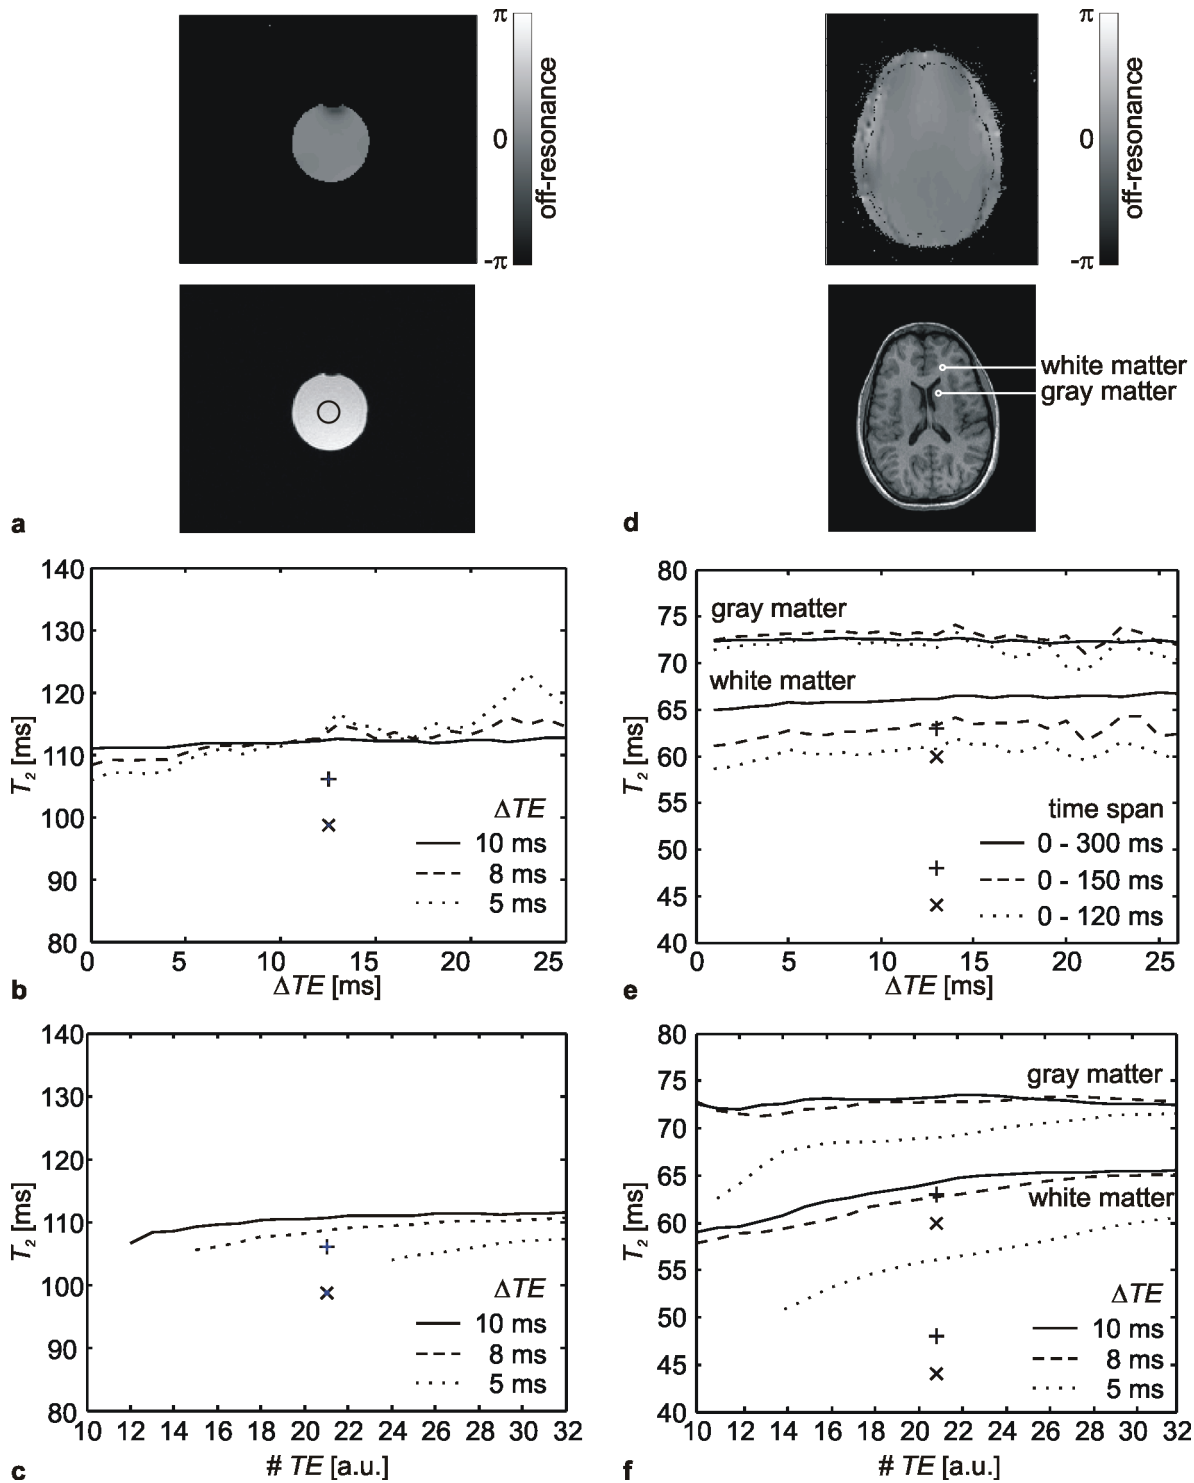 π
0
-π
off-resonance
a
π
0
-π
off-resonance
white matter
gray matter
d
140
130
120
110
100
90
80
T2 [ms]
ΔTE
10 ms
8 ms
5 ms
0 5 10 15 20 25
ΔTE [ms]
b
80
75
70
65
60
55
50
45
40
T2 [ms]
gray matter
white matter
time span
0 - 300 ms
0 - 150 ms
0 - 120 ms
0 5 10 15 20 25
ΔTE [ms]
e
140
130
120
110
100
90
80
T2 [ms]
ΔTE
10 ms
8 ms
5 ms
10 12 14 16 18 20 22 24 26 28 30 32
# TE [a.u.]
c
80
75
70
65
60
55
50
45
40
T2 [ms]
gray matter
white matter
ΔTE
10 ms
8 ms
5 ms
10 12 14 16 18 20 22 24 26 28 30 32
# TE [a.u.]
f